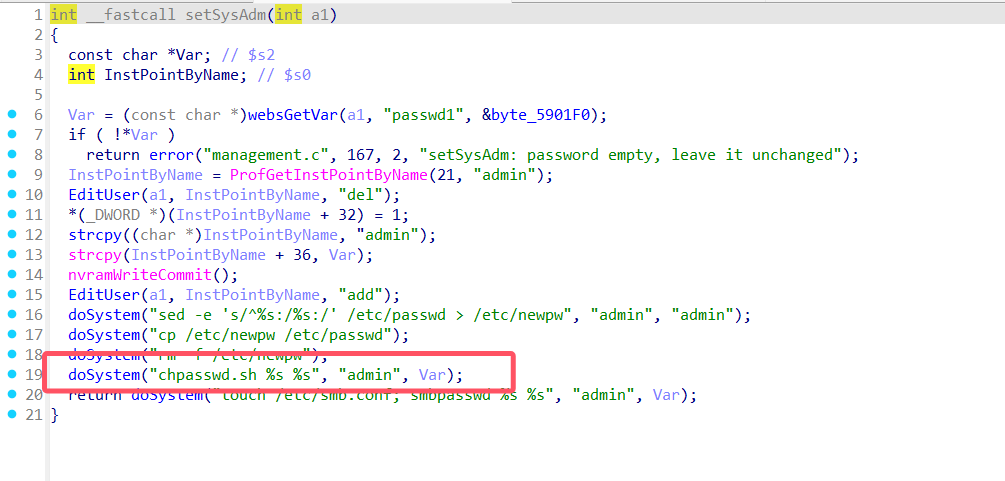 1 int __fastcall setSysAdm(int a1)
2 {
3 const char *Var; // $s2
4 int InstPointByName; // $s0
5
6 Var = (const char *)websGetVar(a1, "passwd1", &byte_5901F0);
7 if ( !*Var )
8 return error("management.c", 167, 2, "setSysAdm: password empty, leave it unchanged");
9 InstPointByName = ProfGetInstPointByName(21, "admin");
10 EditUser(a1, InstPointByName, "del");
11 *(_DWORD *)(InstPointByName + 32) = 1;
12 strcpy((char *)InstPointByName, "admin");
13 strcpy(InstPointByName + 36, Var);
14 nvramWriteCommit();
15 EditUser(a1, InstPointByName, "add");
16 doSystem("sed -e 's/^%s:/%s:/' /etc/passwd > /etc/newpw", "admin", "admin");
17 doSystem("cp /etc/newpw /etc/passwd");
18 doSystem("rm -f /etc/newpw");
19 doSystem("chpasswd.sh %s %s", "admin", Var);
20 return doSystem("touch /etc/smb.conf; smbpasswd %s %s", "admin", Var);
21 }